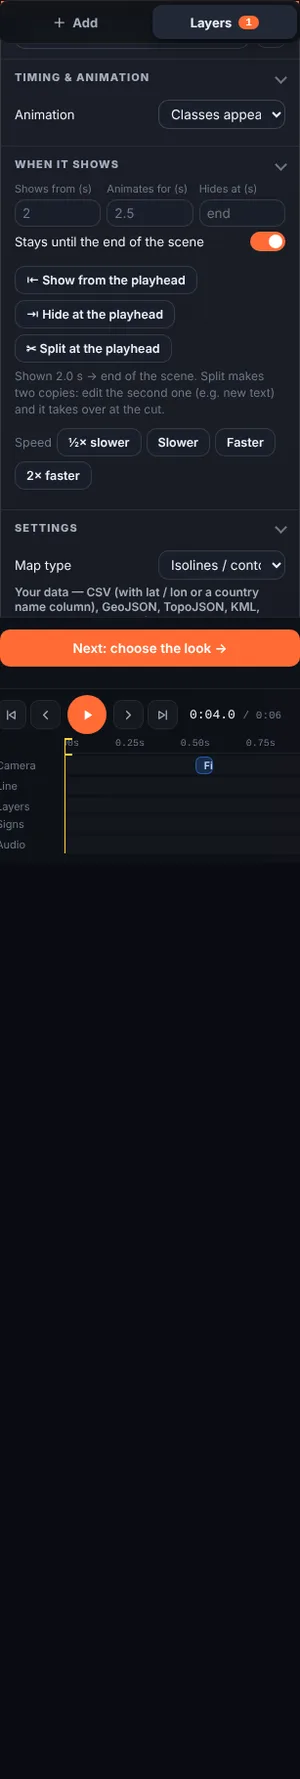 + Add
Layers 1
TIMING & ANIMATION
Animation
Classes appea
WHEN IT SHOWS
Shows from (s) Animates for (s) Hides at (s)
2 2.5 end
Stays until the end of the scene
⇤ Show from the playhead
⇥ Hide at the playhead
✂ Split at the playhead
Shown 2.0 s → end of the scene. Split makes
two copies: edit the second one (e.g. new text)
and it takes over at the cut.
Speed ½× slower Slower Faster
2× faster
SETTINGS
Map type Isolines / conto
Your data — CSV (with lat / lon or a country
name column), GeoJSON, TopoJSON, KML,
Next: choose the look →
0:04.0 / 0:06
0s 0.25s 0.50s 0.75s
Camera Fi
Line
Layers
Signs
Audio